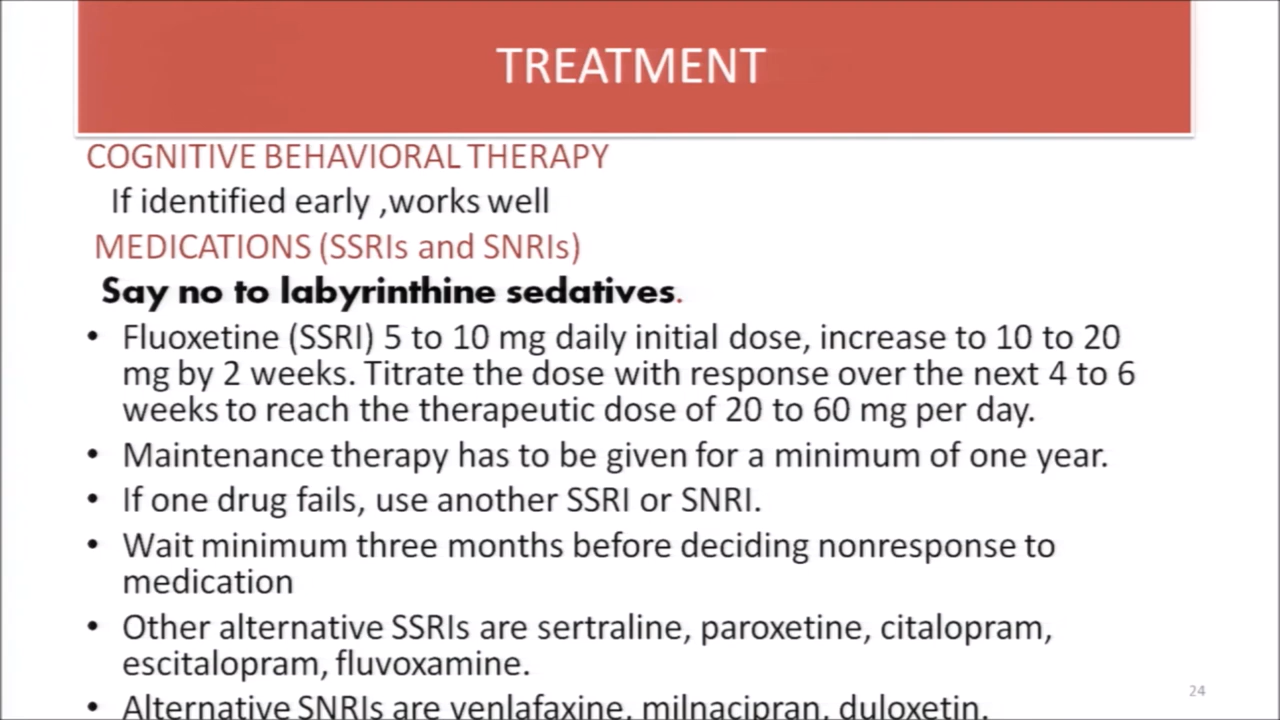 TREATMENT
COGNITIVE BEHAVIORAL THERAPY
If identified early ,works well
MEDICATIONS (SSRIs and SNRIs)
Say no to labyrinthine sedatives.
• Fluoxetine (SSRI) 5 to 10 mg daily initial dose, increase to 10 to 20
mg by 2 weeks. Titrate the dose with response over the next 4 to 6
weeks to reach the therapeutic dose of 20 to 60 mg per day.
• Maintenance therapy has to be given for a minimum of one year.
• If one drug fails, use another SSRI or SNRI.
• Wait minimum three months before deciding nonresponse to
medication
• Other alternative SSRIs are sertraline, paroxetine, citalopram,
escitalopram, fluvoxamine.
• Alternative SNRIs are venlafaxine, milnacipran, duloxetin.
24